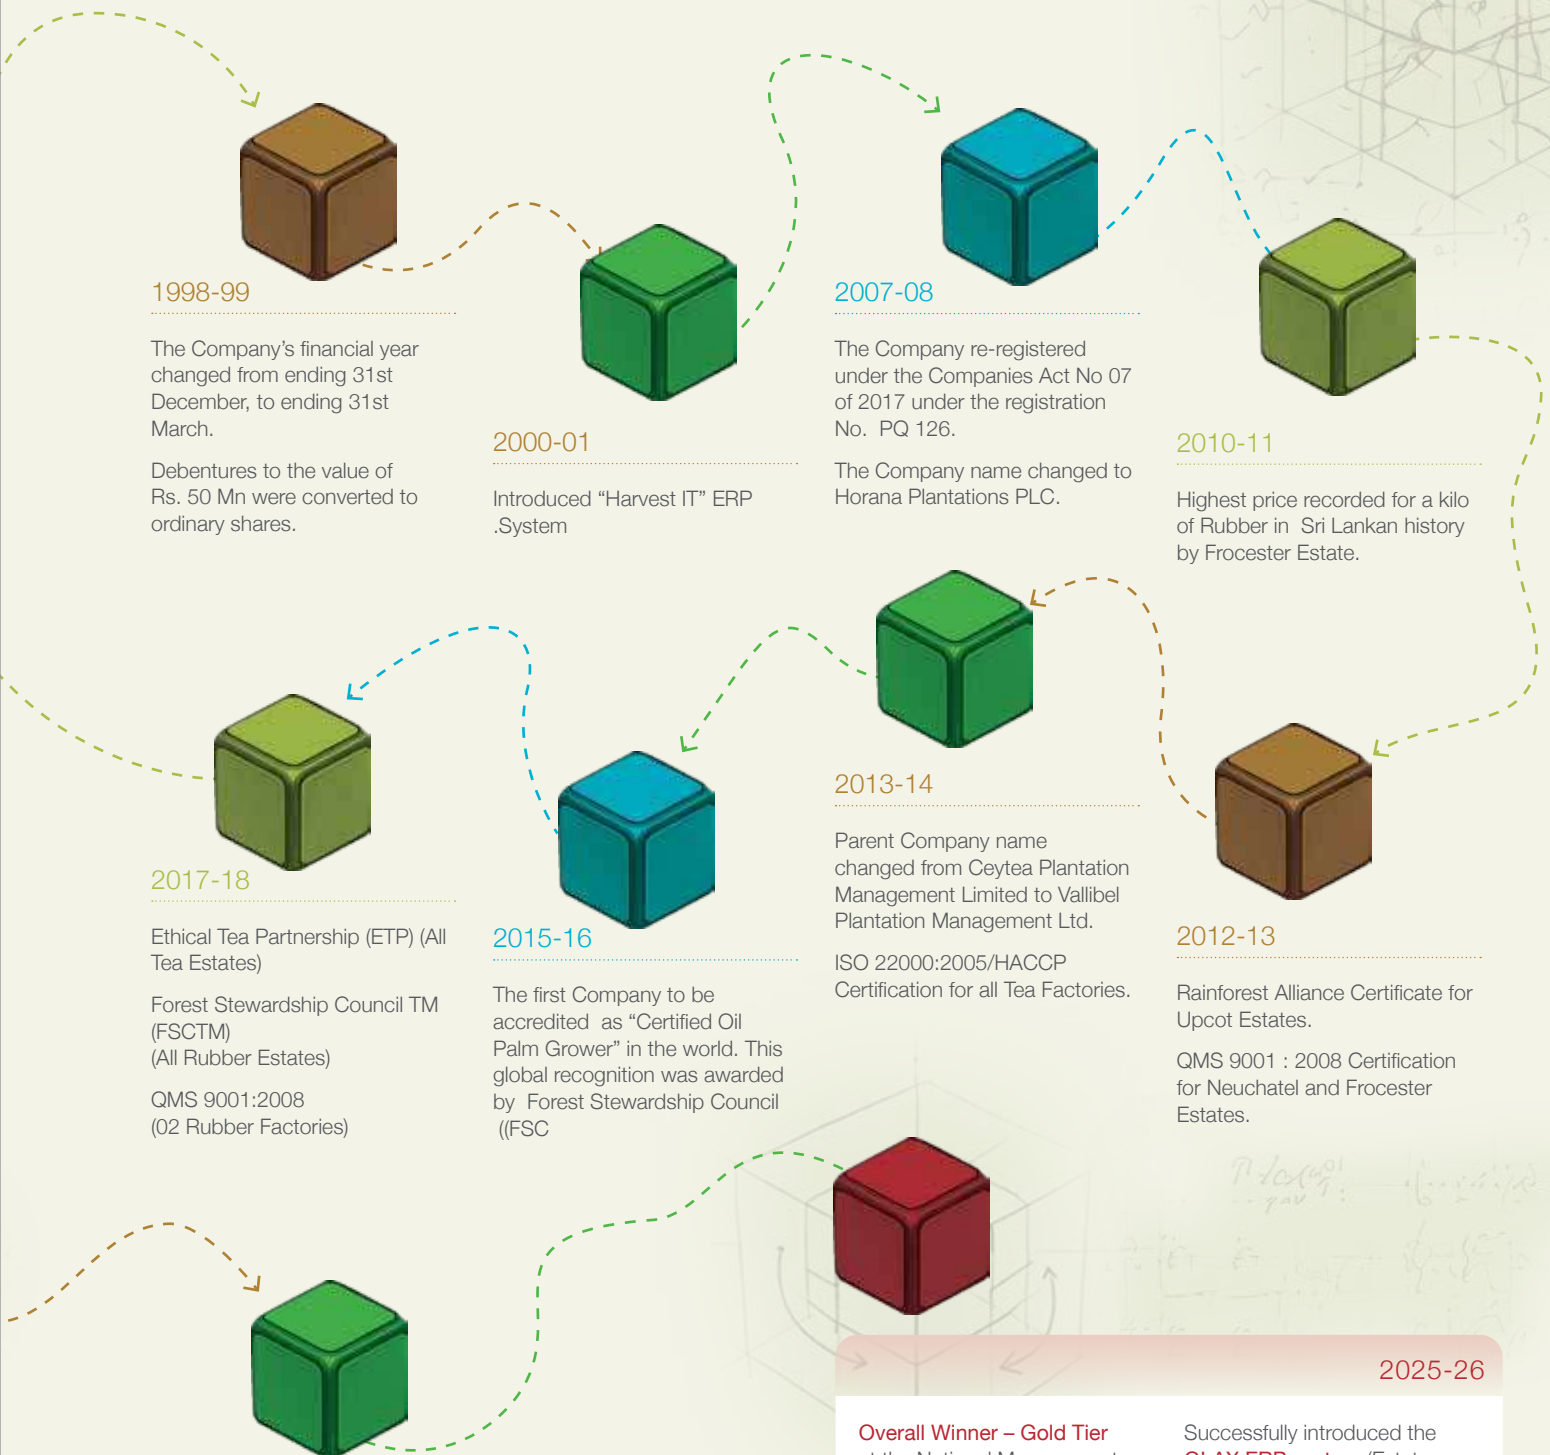 1998-99
The Company’s financial year
changed from ending 31st
December, to ending 31st
March.
Debentures to the value of
Rs. 50 Mn were converted to
ordinary shares.
2000-01
Introduced “Harvest IT” ERP
.System
2007-08
The Company re-registered
under the Companies Act No 07
of 2017 under the registration
No.  PQ 126.
The Company name changed to
Horana Plantations PLC.
2010-11
Highest price recorded for a kilo
of Rubber in  Sri Lankan history
by Frocester Estate.
2012-13
Rainforest Alliance Certificate for
Upcot Estates.
QMS 9001 : 2008 Certification
for Neuchatel and Frocester
Estates.
2013-14
Parent Company name
changed from Ceytea Plantation
Management Limited to Vallibel
Plantation Management Ltd.
ISO 22000:2005/HACCP
Certification for all Tea Factories.
2015-16
The first Company to be
accredited  as “Certified Oil
Palm Grower” in the world. This
global recognition was awarded
by  Forest Stewardship Council
((FSC
2017-18
Ethical Tea Partnership (ETP) (All
Tea Estates)
Forest Stewardship Council TM
(FSCTM)
(All Rubber Estates)
QMS 9001:2008
(02 Rubber Factories)
2025-26
Overall Winner – Gold Tier
Successfully introduced the